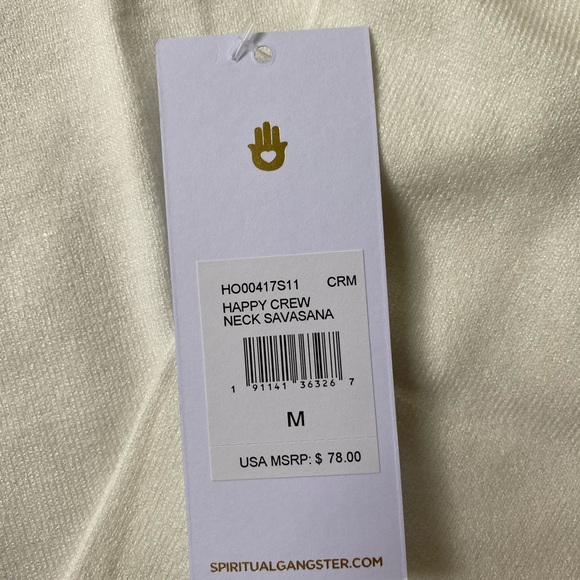 HO00417S11 CRM
HAPPY CREW
NECK SAVASANA
1 91141 36326 7
M
USA MSRP: $ 78.00
SPIRITUALGANGSTER.COM